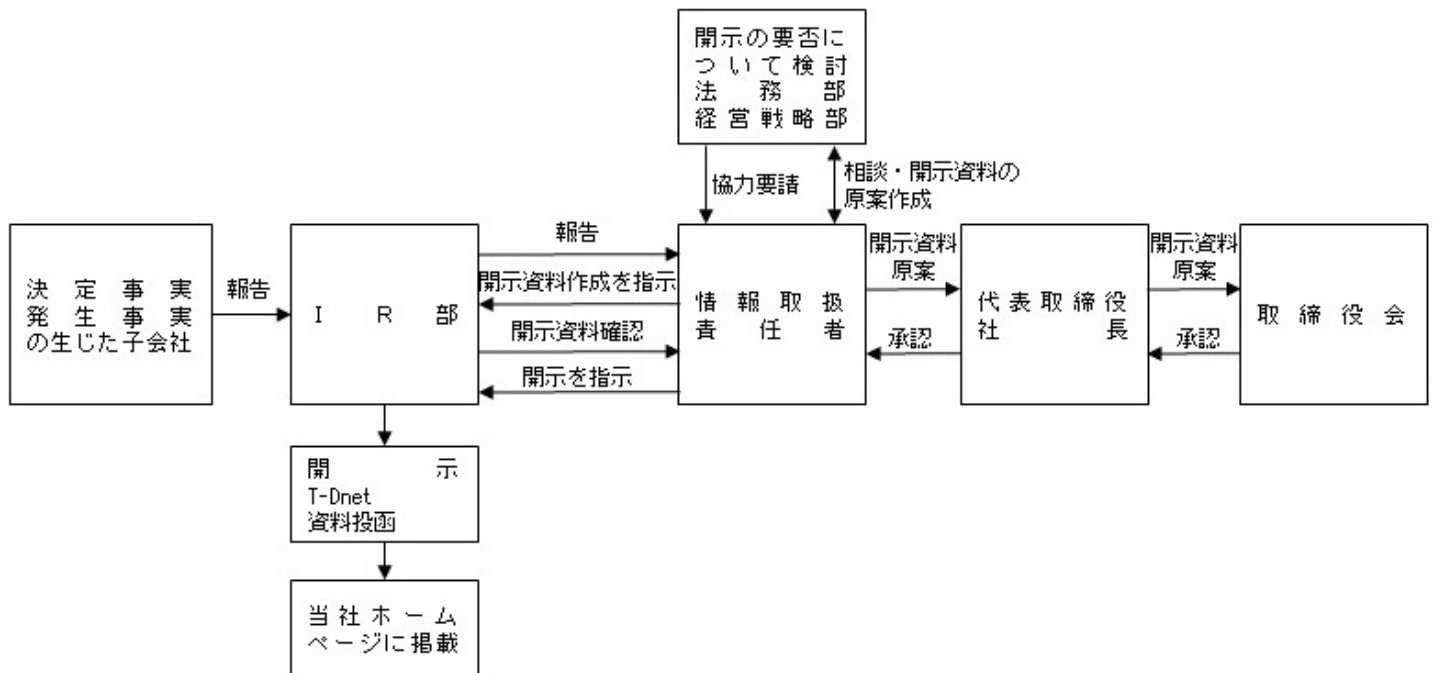 開示の要否に
ついて検討
法務部
経営戦略部
協力要請
相談・開示資料の
原案作成
決定事実
発生事実
の生じた子会社
報告
IR部
報告
開示資料作成を指示
開示資料確認
開示を指示
情報取扱
責任者
開示資料
原案
承認
代表取締役
社長
開示資料
原案
承認
取締役会
開示
T-Dnet
資料投函
当社ホーム
ページに掲載